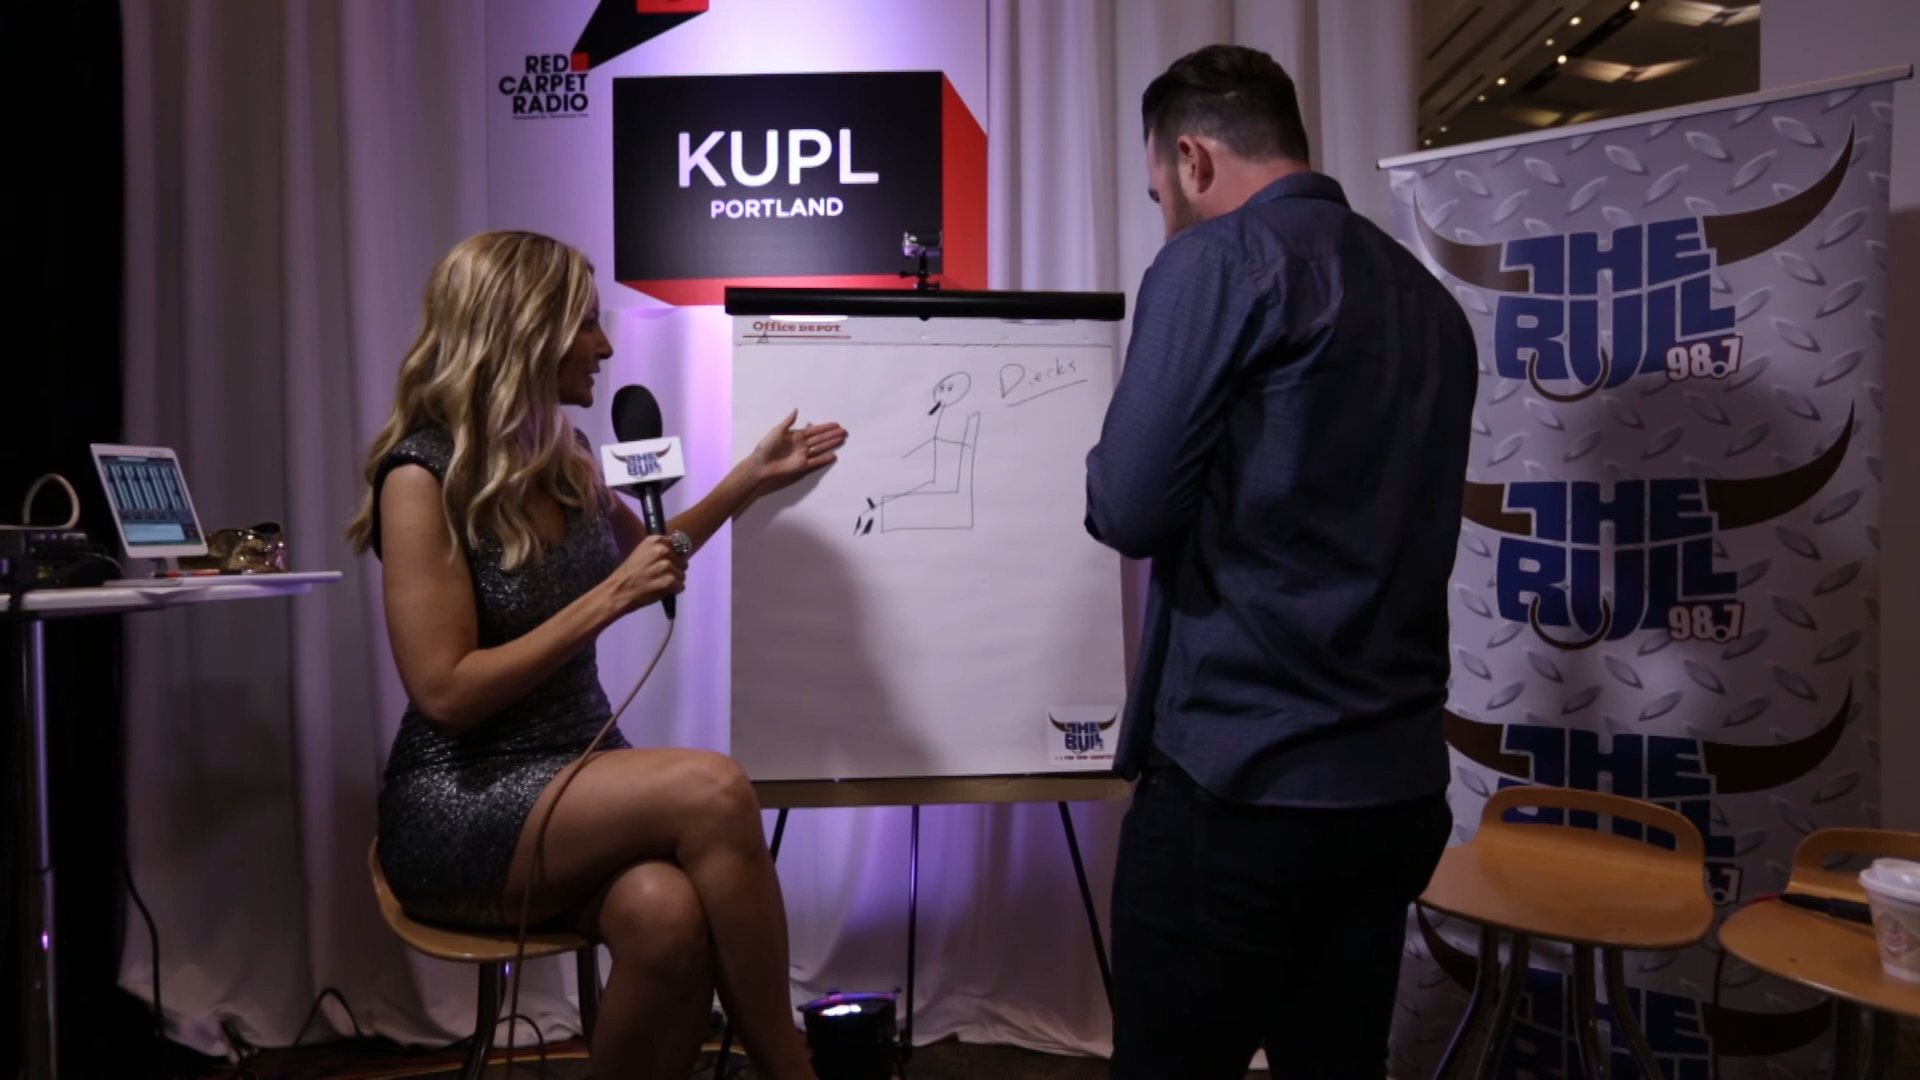 RED
CARPET
RADIO
KUPL
PORTLAND
Office DEPOT
Dierks
THE
BULL
98.7
THE
BULL
THE
BULL
98.7
THE
BULL
THE
BULL
.7
THE